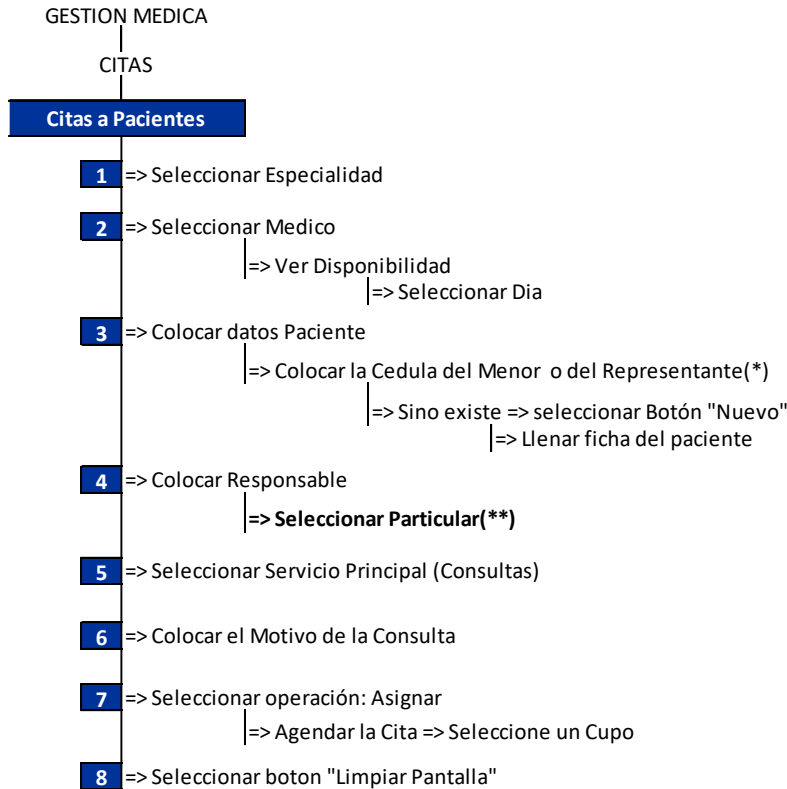 GESTION MEDICA
CITAS
Citas a Pacientes
1 => Seleccionar Especialidad
2 => Seleccionar Medico
=> Ver Disponibilidad
=> Seleccionar Dia
3 => Colocar datos Paciente
=> Colocar la Cedula del Menor o del Representante(*)
=> Sino existe => seleccionar Botón "Nuevo"
=> Llenar ficha del paciente
4 => Colocar Responsable
=> Seleccionar Particular(**)
5 => Seleccionar Servicio Principal (Consultas)
6 => Colocar el Motivo de la Consulta
7 => Seleccionar operación: Asignar
=> Agendar la Cita => Seleccione un Cupo
8 => Seleccionar boton "Limpiar Pantalla"